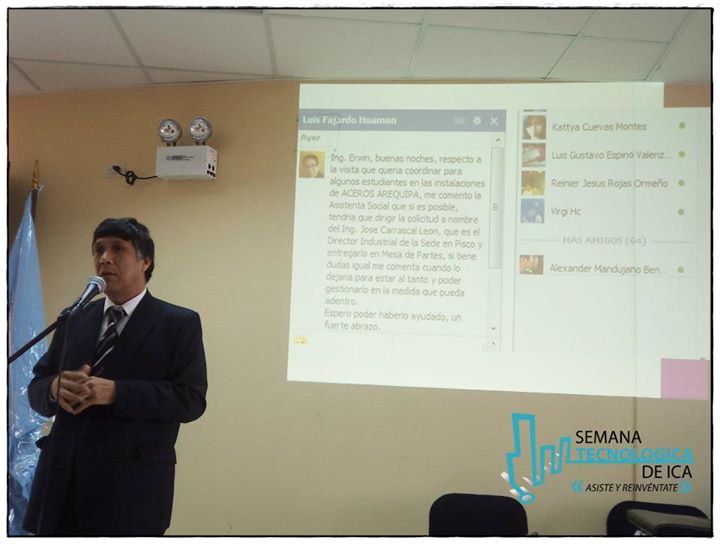 Luis Fajardo Huaman
Ayer
Ing. Erwin, buenas noches, respecto a
la visita que queria coordinar para
algunos estudiantes en las instalaciones
de ACEROS AREQUIPA, me comento la
Asistenta Social que si es posible,
tendria que dirigir la solicitud a nombre
del Ing. Jose Carrascal Leon, que es el
Director Industrial de la Sede en Pisco y
entregarlo en Mesa de Partes, si tiene
dudas igual me comenta cuando lo
dejaria para estar al tanto y poder
gestionarlo en la medida que pueda
adentro.
Espero poder haberlo ayudado, un
fuerte abrazo.
Kattya Cuevas Montes
Luis Gustavo Espino Valenz...
Reinier Jesus Rojas Ormeño
Virgi Hc
MÁS AMIGOS (64)
Alexander Mandujano Ben...
SEMANA
TECNOLOGICA
DE ICA
« ASISTE Y REINVÉNTATE »